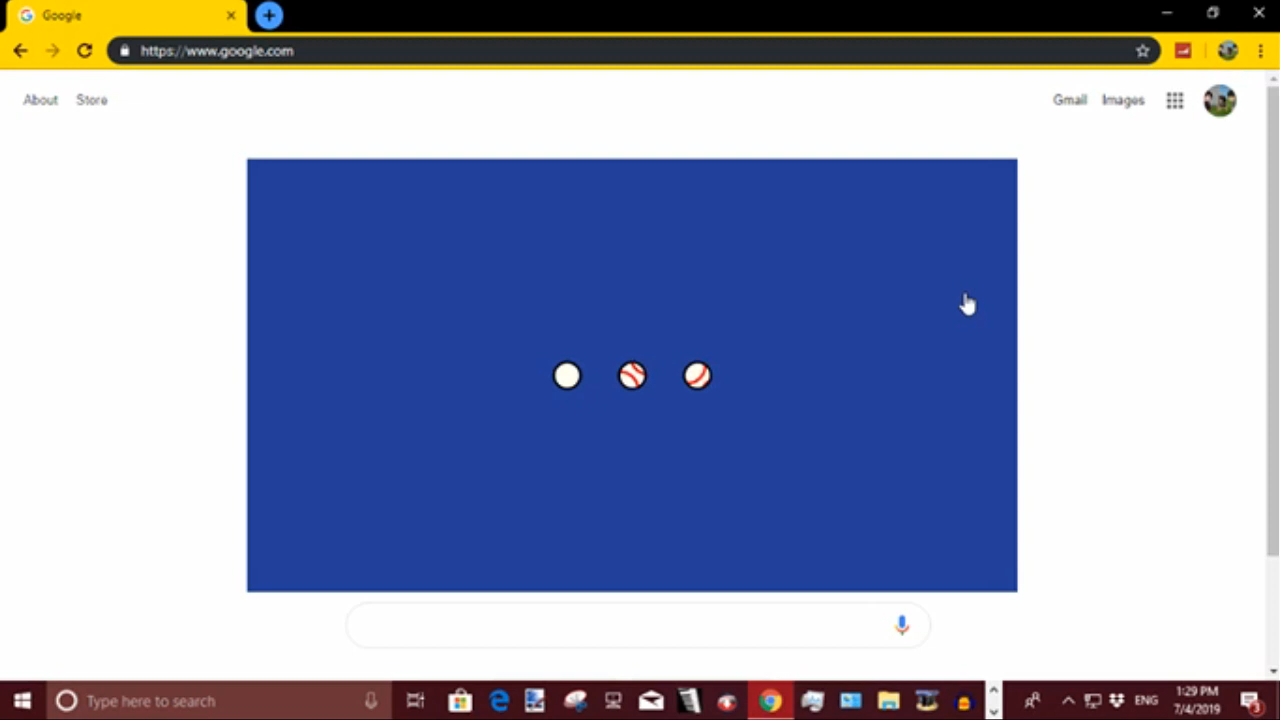 Google
https://www.google.com
About Store
Gmail Images
Type here to search
ENG
1:29 PM
7/4/2019
3